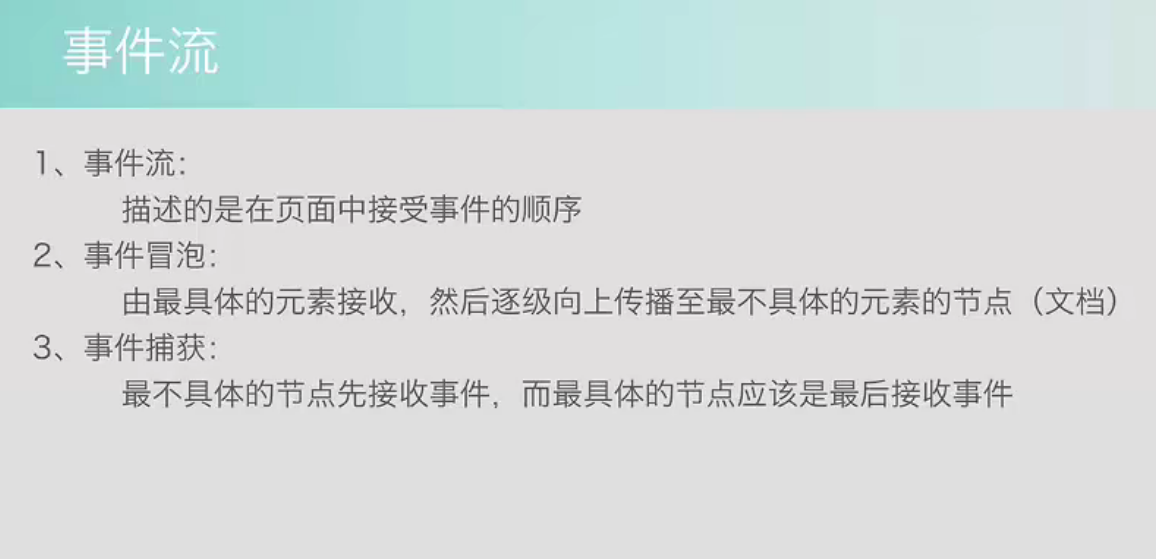 事件流
1、事件流：
描述的是在页面中接受事件的顺序
2、事件冒泡：
由最具体的元素接收，然后逐级向上传播至最不具体的元素的节点（文档）
3、事件捕获：
最不具体的节点先接收事件，而最具体的节点应该是最后接收事件